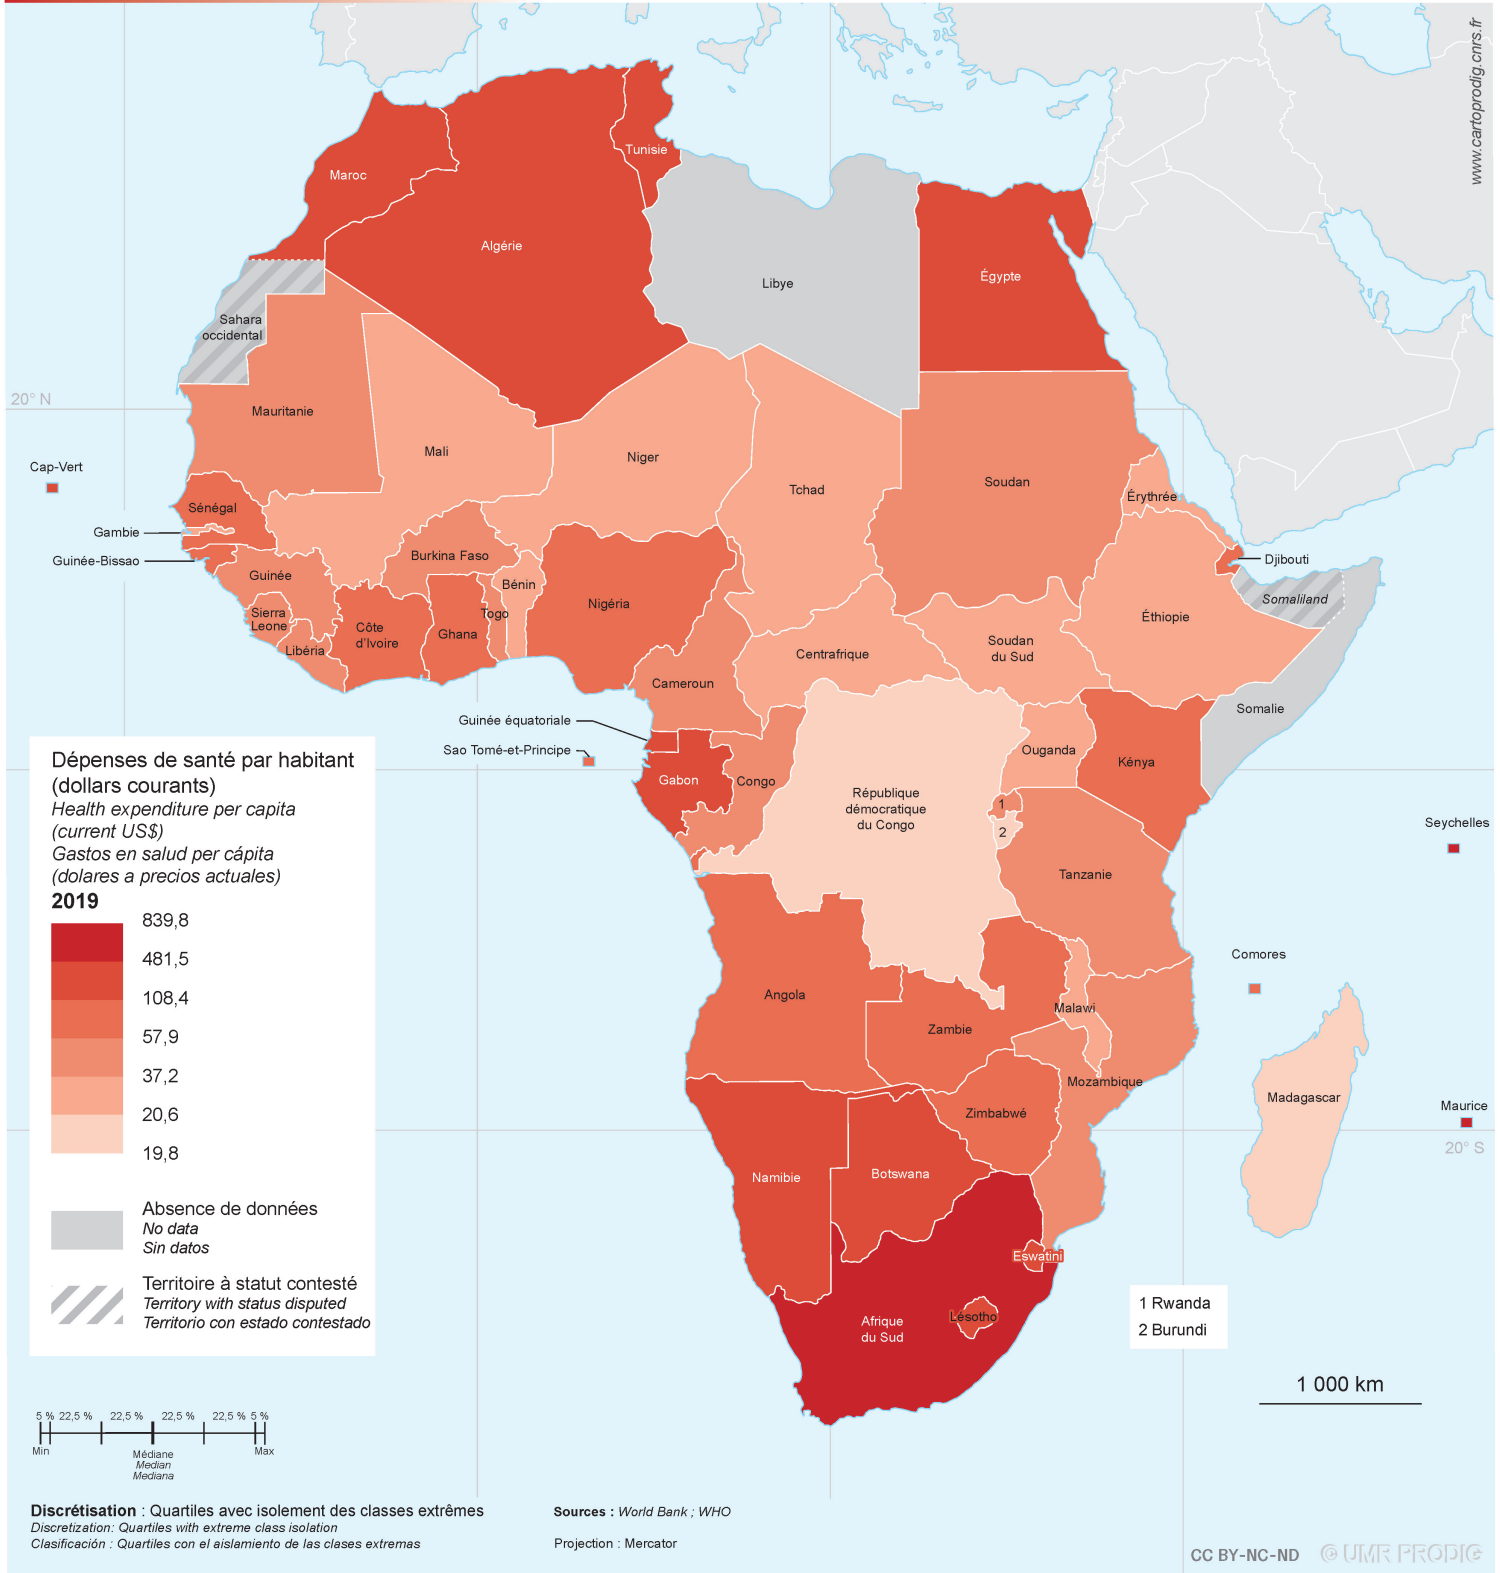 www.cartoprodig.cnrs.fr
Tunisie
Maroc
Algérie
Égypte
Libye
Sahara
occidental
20° N
Mauritanie
Mali
Niger
Cap-Vert
Tchad
Soudan
Érythrée
Sénégal
Gambie
Guinée-Bissao
Burkina Faso
Djibouti
Guinée
Bénin
Somaliland
Nigéria
Sierra
Leone
Togo
Éthiopie
Côte
d'Ivoire
Ghana
Libéria
Centrafrique
Soudan
du Sud
Cameroun
Somalie
Guinée équatoriale
Sao Tomé-et-Principe
Ouganda
Kénya
Gabon
Congo
République
démocratique
du Congo
1
2
Seychelles
Tanzanie
Comores
Angola
Malawi
Zambie
Mozambique
Madagascar
Zimbabwé
Maurice
20° S
Namibie
Botswana
Eswatini
Lésotho
Afrique
du Sud
Dépenses de santé par habitant
(dollars courants)
Health expenditure per capita
(current US$)
Gastos en salud per cápita
(dolares a precios actuales)
2019
839,8
481,5
108,4
57,9
37,2
20,6
19,8
Absence de données
No data
Sin datos
Territoire à statut contesté
Territory with status disputed
Territorio con estado contestado
1 Rwanda
2 Burundi
1 000 km
5 % 22,5 % 22,5 % 22,5 % 22,5 % 5 %
Min Médiane Max
Median
Mediana
Discrétisation : Quartiles avec isolement des classes extrêmes
Discretization: Quartiles with extreme class isolation
Clasificación : Quartiles con el aislamiento de las clases extremas
Sources : World Bank ; WHO
Projection : Mercator
CC BY-NC-ND © UMR PRODIG